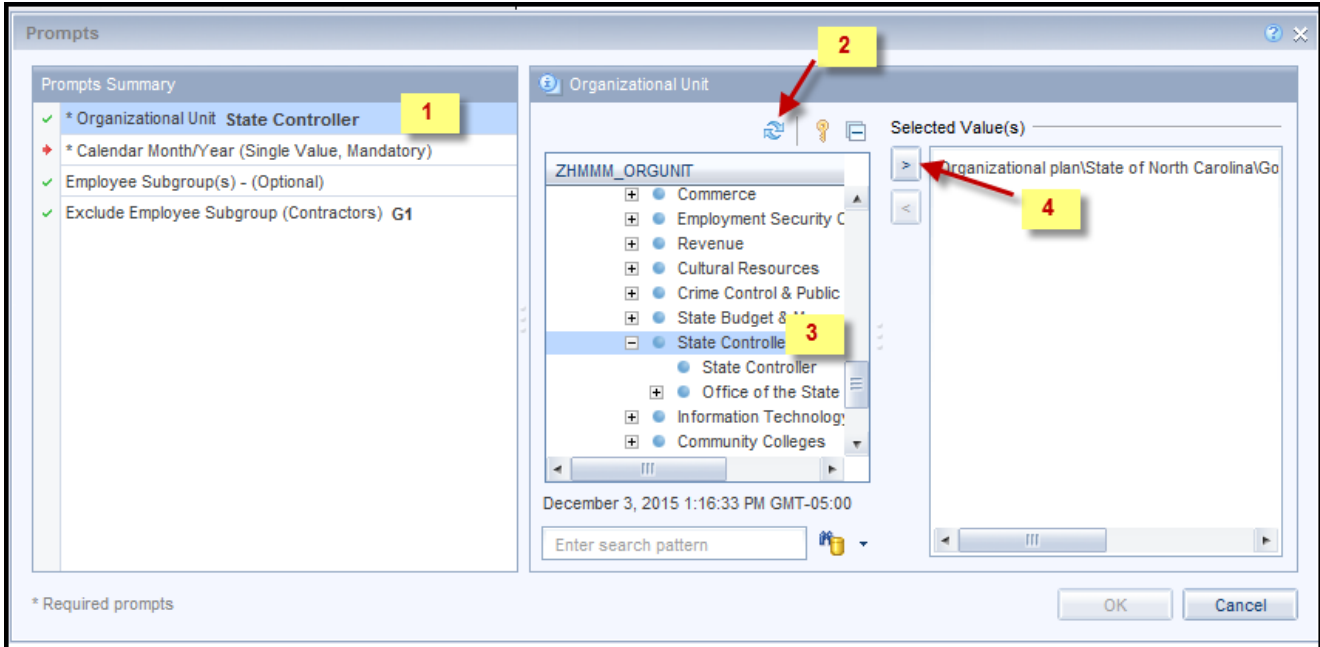 Prompts
2
Prompts Summary
* Organizational Unit State Controller
1
* Calendar Month/Year (Single Value, Mandatory)
Employee Subgroup(s) - (Optional)
Exclude Employee Subgroup (Contractors) G1
Organizational Unit
ZHMMM_ORGUNIT
Commerce
Employment Security C
Revenue
Cultural Resources
Crime Control & Public
State Budget &
State Controlle
3
State Controller
Office of the State
Information Technology
Community Colleges
December 3, 2015 1:16:33 PM GMT-05:00
Enter search pattern
Selected Value(s)
>
<
Organizational plan\State of North Carolina\Go
4
* Required prompts
OK
Cancel